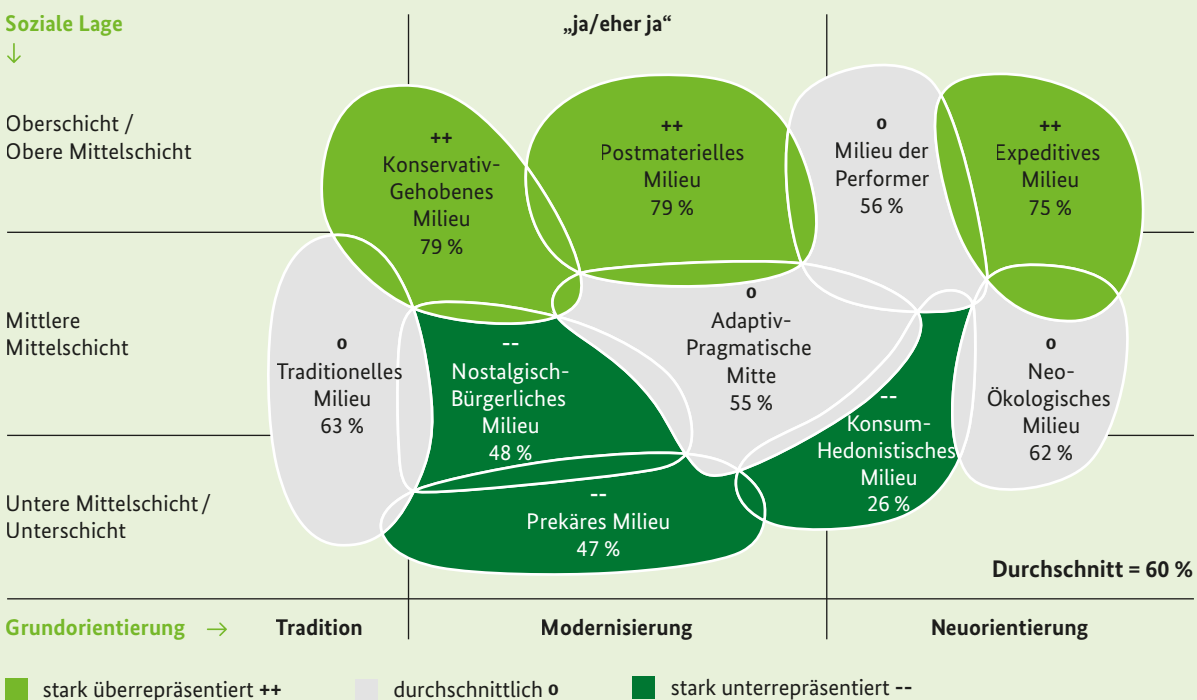 Soziale Lage
↓
„ja/eher ja“
Oberschicht /
Obere Mittelschicht
++
Konservativ-
Gehobenes
Milieu
79 %
++
Postmaterielles
Milieu
79 %
o
Milieu der
Performer
56 %
++
Expeditives
Milieu
75 %
Mittlere
Mittelschicht
o
Traditionelles
Milieu
63 %
--
Nostalgisch-
Bürgerliches
Milieu
48 %
o
Adaptiv-
Pragmatische
Mitte
55 %
--
Konsum-
Hedonistisches
Milieu
26 %
o
Neo-
Ökologisches
Milieu
62 %
Untere Mittelschicht /
Unterschicht
--
Prekäres Milieu
47 %
Durchschnitt = 60 %
Grundorientierung → Tradition Modernisierung Neuorientierung
stark überrepräsentiert ++ durchschnittlich o stark unterrepräsentiert --